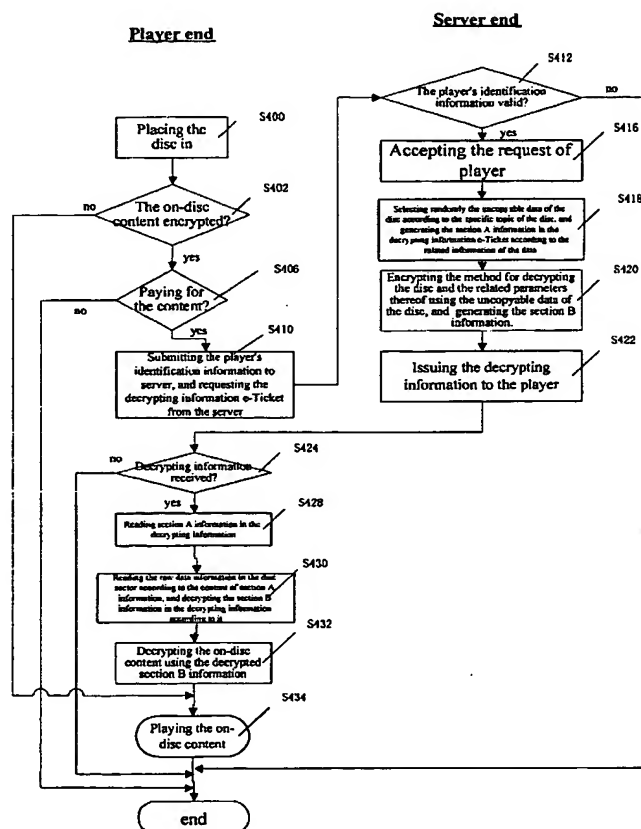 Player end
Server end
S400
Placing the
disc in
S402
The on-disc
content encrypted?
no
yes
S406
Paying for
the content?
no
yes
S410
Submitting the player's
identification information to
server, and requesting the
decrypting information e-Ticket
from the server
S412
The player's identification
information valid?
no
yes
S416
Accepting the request of
player
S418
Selecting randomly the uncopyable data of the
disc according to the specific topic of the disc, and
generating the section A information in the
decrypting information e-Ticket according to the
related information of the data
S420
Encrypting the method for decrypting
the disc and the related parameters
thereof using the uncopyable data of
the disc, and generating the section B
information.
S422
Issuing the decrypting
information to the player
S424
Decrypting information
received?
no
yes
S428
Reading section A information in the
decrypting information
S430
Reading the raw data information in the disc
sector according to the content of section A
information, and decrypting the section B
information in the decrypting information
according to it
S432
Decrypting the on-disc
content using the decrypted
section B information
S434
Playing the on-
disc content
end